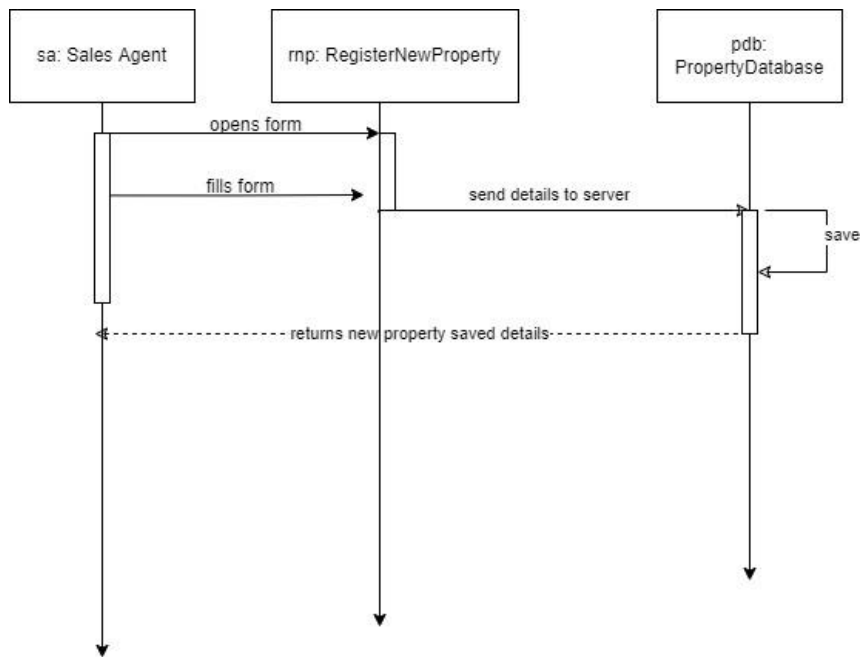 sa: Sales Agent
rnp: RegisterNewProperty
pdb:
PropertyDatabase
opens form
fills form
send details to server
save
returns new property saved details